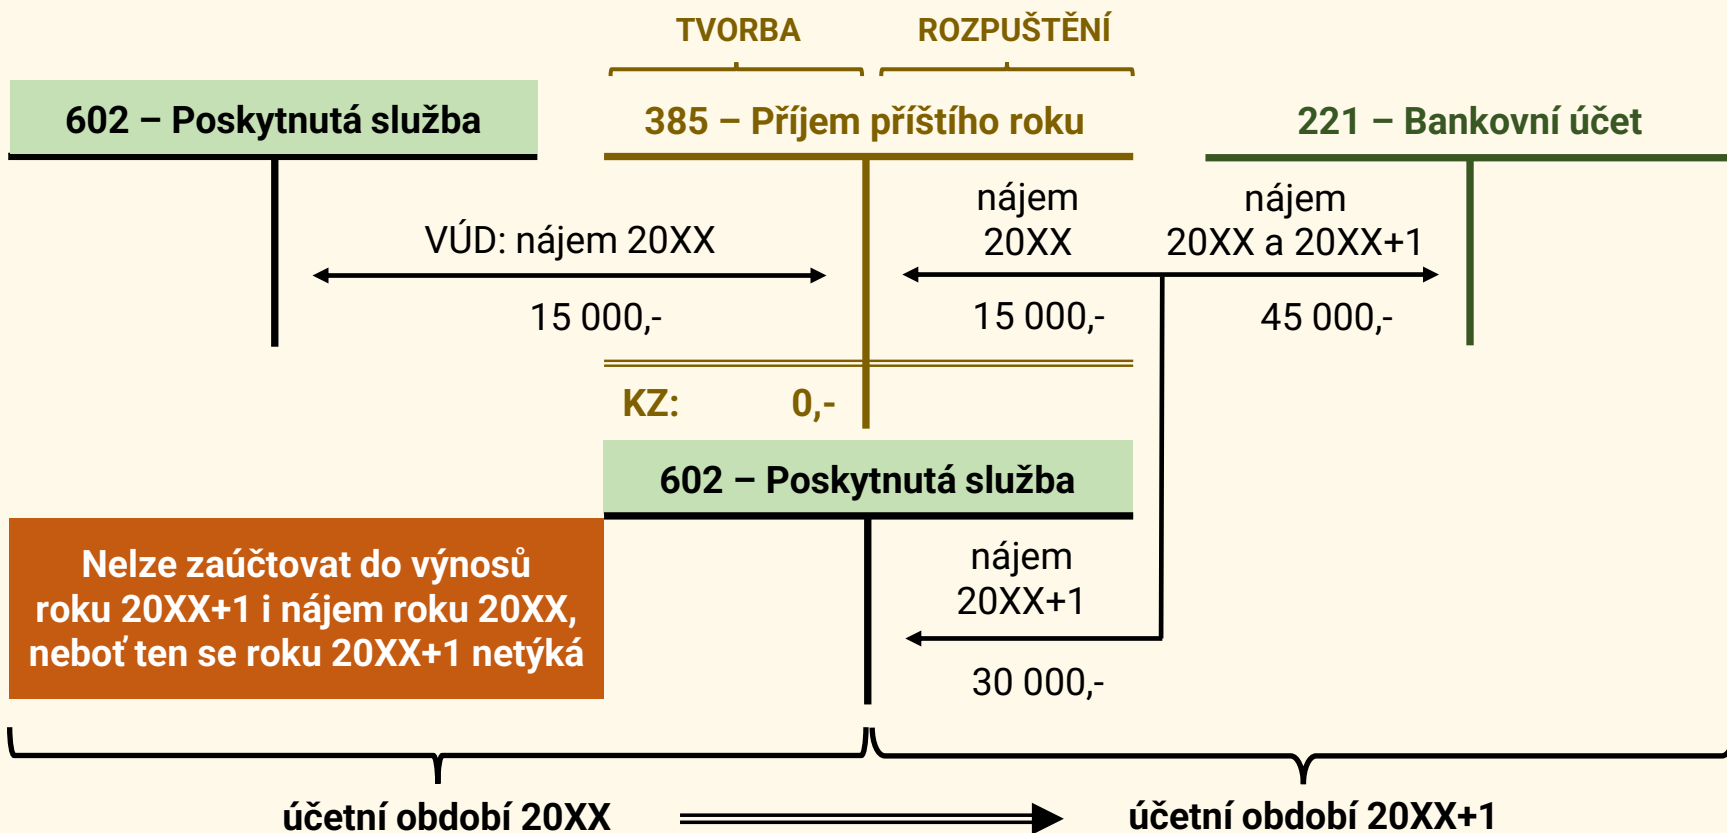 TVORBA
ROZPUŠTĚNÍ
602 – Poskytnutá služba
385 – Příjem příštího roku
221 – Bankovní účet
VÚD: nájem 20XX
15 000,-
nájem
20XX
15 000,-
nájem
20XX a 20XX+1
45 000,-
KZ: 0,-
602 – Poskytnutá služba
Nelze zaúčtovat do výnosů
roku 20XX+1 i nájem roku 20XX,
neboť ten se roku 20XX+1 netýká
nájem
20XX+1
30 000,-
účetní období 20XX
účetní období 20XX+1